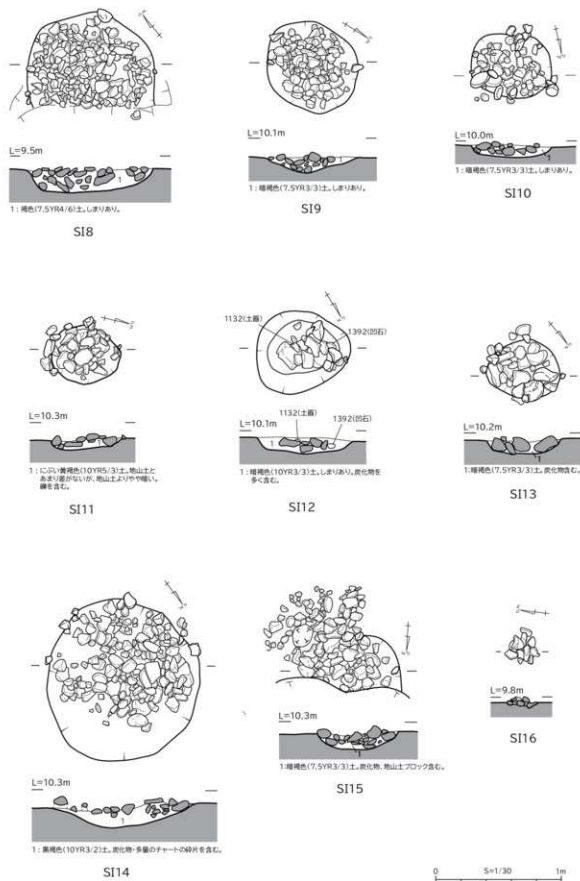 L=9.5m
1:褐色(7.5YR4/6)土。しまりあり。
SI8
L=10.1m
1:暗褐色(7.5YR3/3)土。しまりあり。
SI9
L=10.0m
1
1:暗褐色(7.5YR3/3)土。しまりあり。
SI10
L=10.3m
1:にぶい黄褐色(10YR5/3)土。地山土と
あまり差がないが、地山土よりやや暗い。
礫を含む。
SI11
1132(土器)
1392(凹石)
1132(土器)
L=10.1m
1392(凹石)
1
1:暗褐色(10YR3/3)土。しまりあり。炭化物を
多く含む。
SI12
L=10.2m
1
1:暗褐色(7.5YR3/3)土。炭化物含む。
SI13
L=10.3m
1
1:黒褐色(10YR3/2)土。炭化物・多量のチャートの砕片を含む。
SI14
L=10.3m
1
1:暗褐色(7.5YR3/3)土。炭化物、地山土ブロック含む。
SI15
L=9.8m
SI16
0 S=1/30 1m